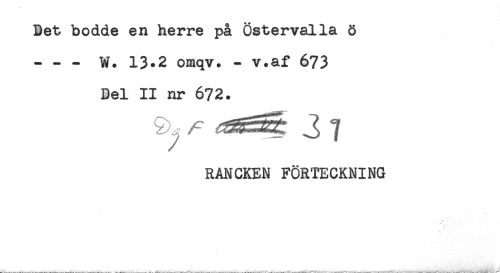 Det bodde en herre på Östervalla ö
- - - W. 13.2 omqv. - v.af 673
Del II nr 672.
DgF 39
RANCKEN FÖRTECKNING